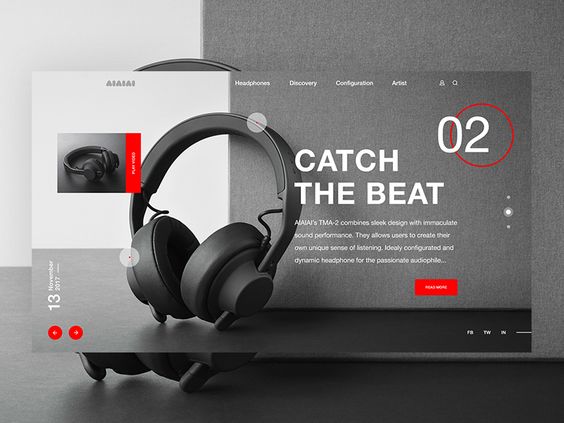 AIAIAI
Headphones Discovery Configuration Artist
02
PLAY VIDEO
CATCH
THE BEAT
AIAIAI's TMA-2 combines sleek design with immaculate
sound performance. They allows users to create their
own unique sense of listening. Idealy configurated and
dynamic headphone for the passionate audiophile...
READ MORE
13 November
2017
FB TW IN